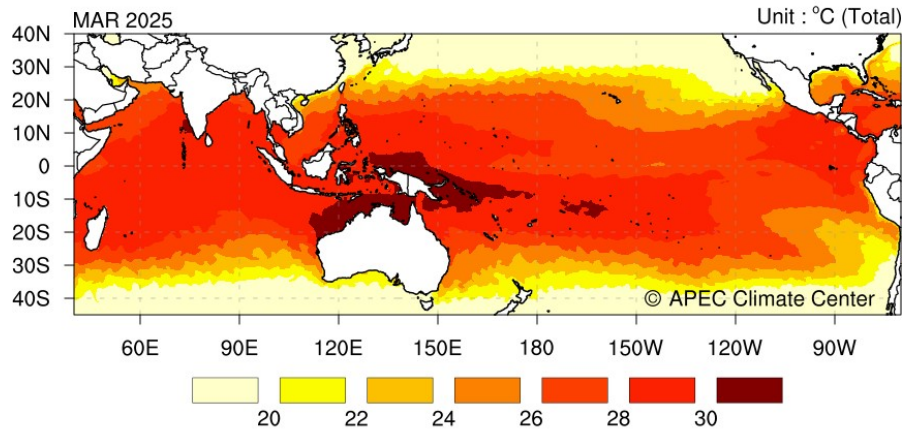 MAR 2025
Unit : °C (Total)
40N
30N
20N
10N
0
10S
20S
30S
40S
© APEC Climate Center
60E 90E 120E 150E 180 150W 120W 90W
20 22 24 26 28 30